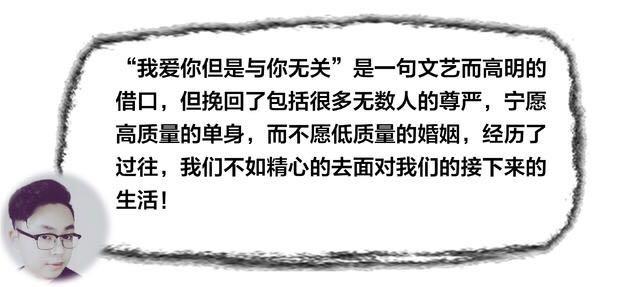 “我爱你但是与你无关”是一句文艺而高明的
借口，但挽回了包括很多无数人的尊严，宁愿
高质量的单身，而不愿低质量的婚姻，经历了
过往，我们不如精心的去面对我们的接下来的
生活！